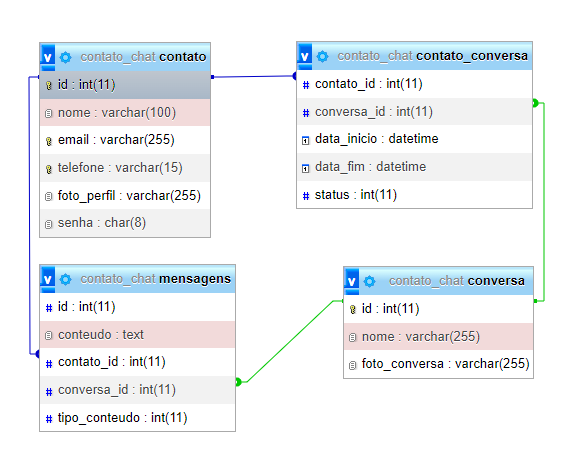 contato_chat contato
id : int(11)
nome : varchar(100)
email : varchar(255)
telefone : varchar(15)
foto_perfil : varchar(255)
senha : char(8)
contato_chat contato_conversa
# contato_id : int(11)
# conversa_id : int(11)
data_inicio : datetime
data_fim : datetime
# status : int(11)
contato_chat mensagens
# id : int(11)
conteudo : text
# contato_id : int(11)
# conversa_id : int(11)
# tipo_conteudo : int(11)
contato_chat conversa
id : int(11)
nome : varchar(255)
foto_conversa : varchar(255)